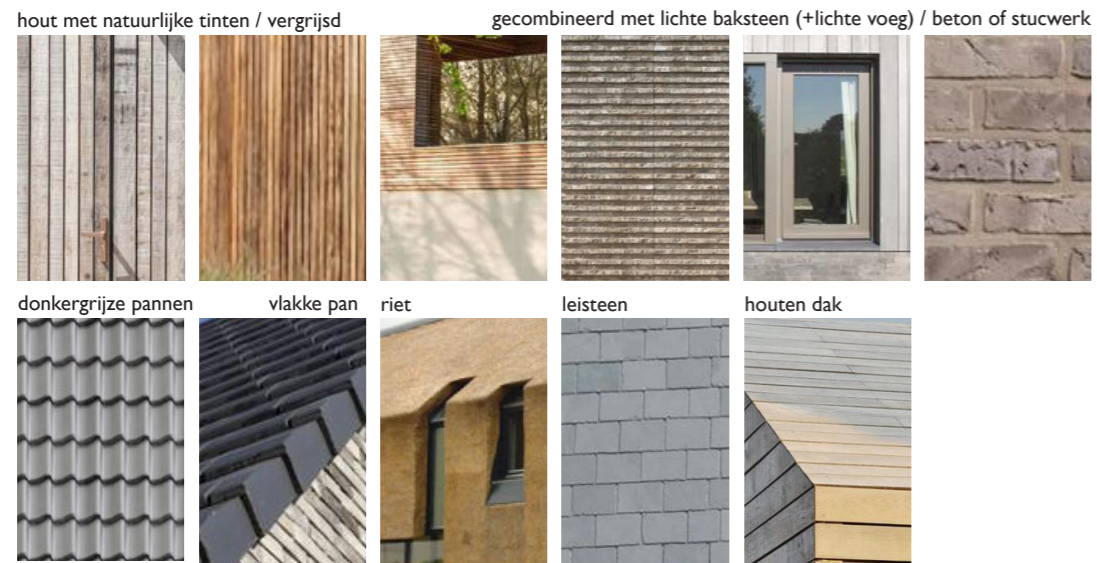 hout met natuurlijke tinten / vergrijsd
gecombineerd met lichte baksteen (+lichte voeg) / beton of stucwerk
donkergrijze pannen
vlakke pan
riet
leisteen
houten dak